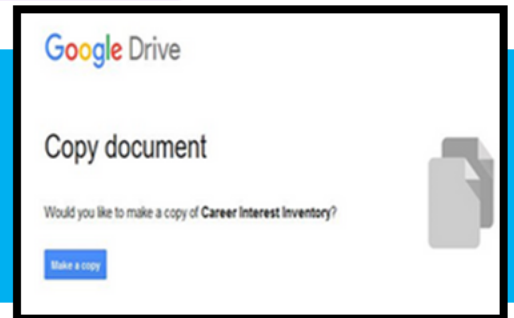 Google Drive
Copy document
Would you like to make a copy of Career Interest Inventory?
Make a copy